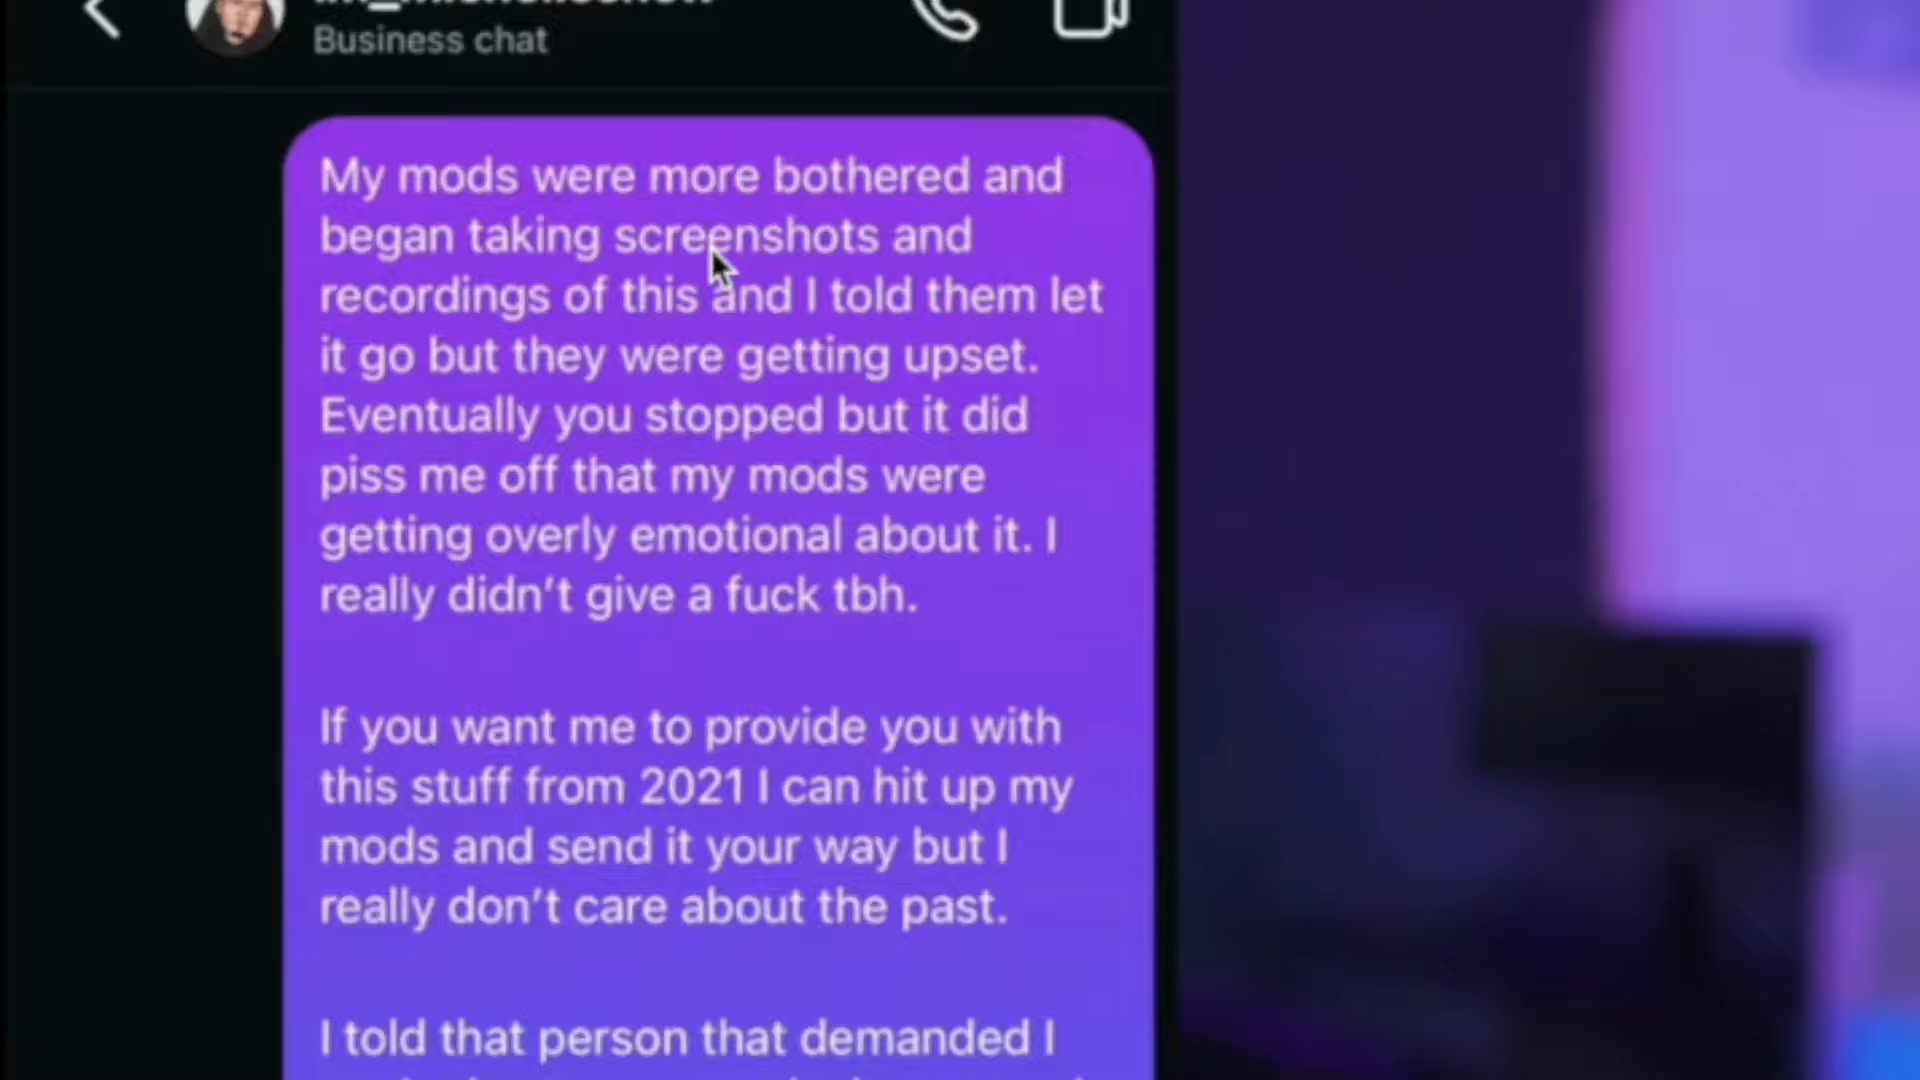 Business chat
My mods were more bothered and
began taking screenshots and
recordings of this and I told them let
it go but they were getting upset.
Eventually you stopped but it did
piss me off that my mods were
getting overly emotional about it. I
really didn't give a fuck tbh.
If you want me to provide you with
this stuff from 2021 I can hit up my
mods and send it your way but I
really don't care about the past.
I told that person that demanded I